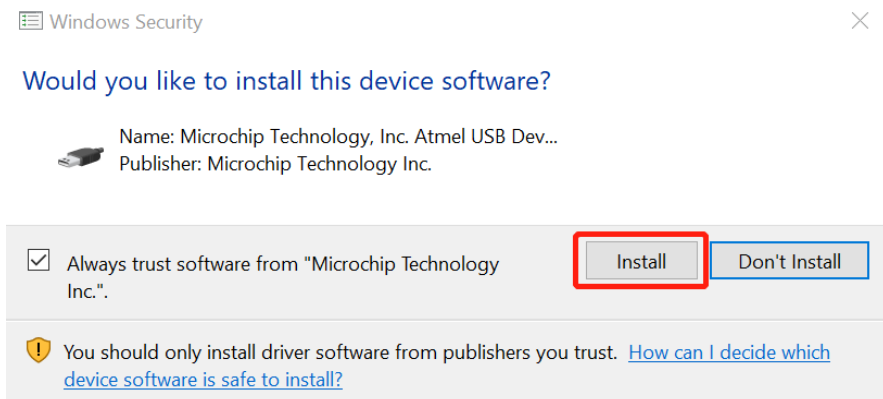 Windows Security
Would you like to install this device software?
Name: Microchip Technology, Inc. Atmel USB Dev...
Publisher: Microchip Technology Inc.
Always trust software from "Microchip Technology
Inc.".
Install
Don't Install
You should only install driver software from publishers you trust. How can I decide which
device software is safe to install?